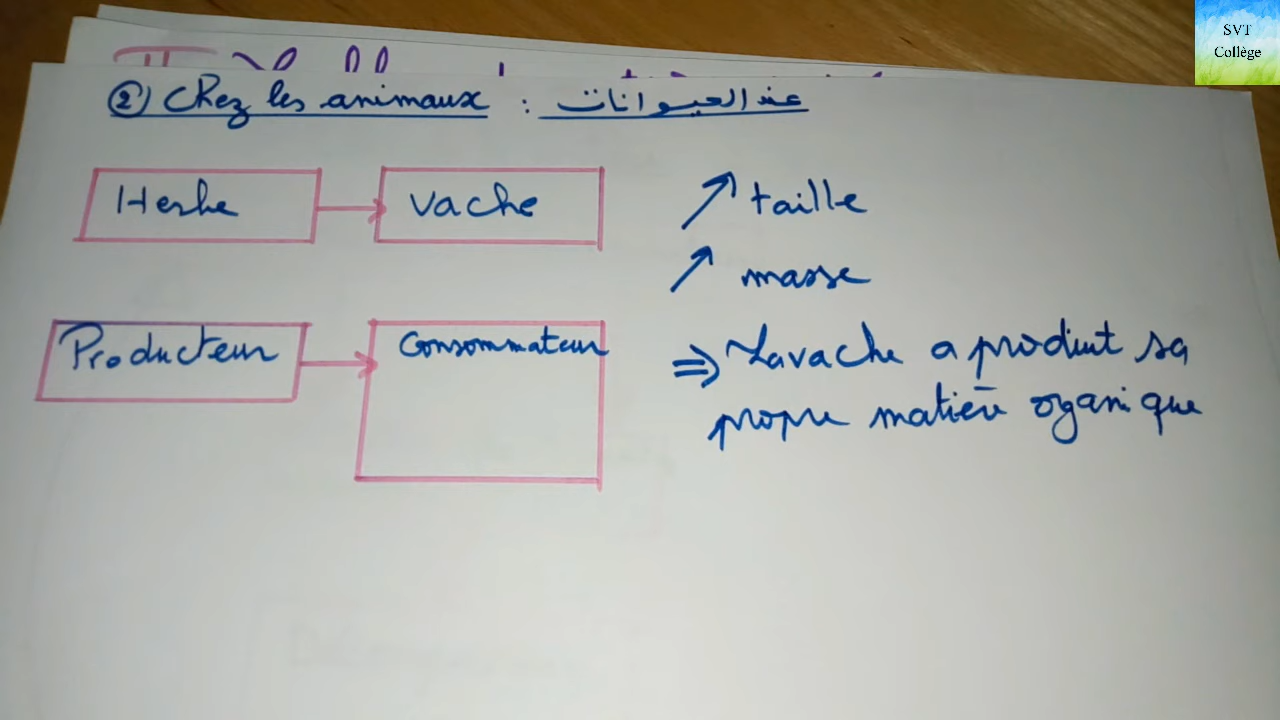 SVT
Collège
② Chez les animaux : عند الحيوانات
Herbe → Vache
↗ taille
↗ masse
Producteur → Consommateur
⇒ La vache a produit sa
propre matière organique